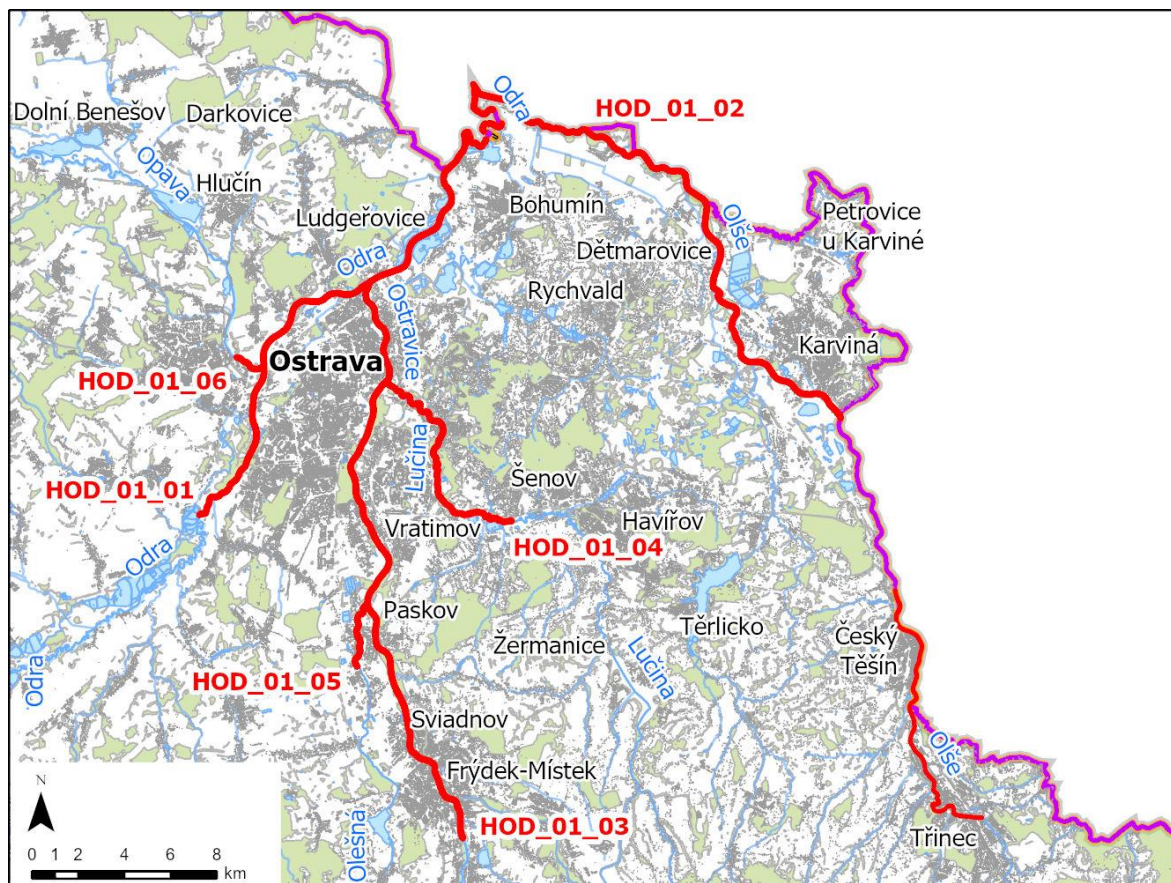 Odra
HOD_01_02
Dolní Benešov
Darkovice
Opava
Hlučín
Ludgeřovice
Bohumín
Olše
Petrovice
u Karviné
Odra
Dětmarovice
Rychvald
Ostravice
Karviná
Ostrava
HOD_01_06
Lučina
Šenov
HOD_01_01
Havířov
Vratimov
HOD_01_04
Odra
Paskov
Těrlicko
Žermanice
Český
Těšín
Lučina
Odra
HOD_01_05
Sviadnov
Olše
Frýdek-Místek
N
HOD_01_03
Třinec
Olešná
0 1 2 4 6 8
km